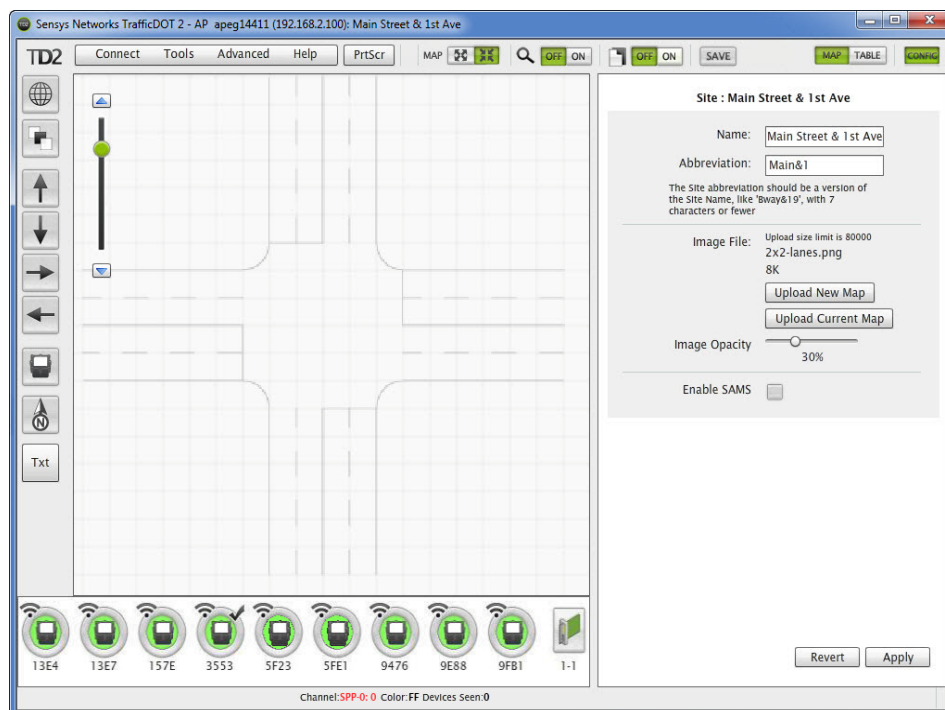 Sensys Networks TrafficDOT 2 - AP apeg14411 (192.168.2.100): Main Street & 1st Ave
TD2 Connect Tools Advanced Help PrtScr MAP OFF ON OFF ON SAVE MAP TABLE CONFIG
Site : Main Street & 1st Ave
Name: Main Street & 1st Ave
Abbreviation: Main&1
The Site abbreviation should be a version of
the Site Name, like 'Bway&19', with 7
characters or fewer
Image File: Upload size limit is 80000
2x2-lanes.png
8K
Upload New Map
Upload Current Map
Image Opacity
30%
Enable SAMS
N
Txt
13E4 13E7 157E 3553 5F23 5FE1 9476 9E88 9FB1 1-1
Revert Apply
Channel:SPP-0: 0 Color:FF Devices Seen:0